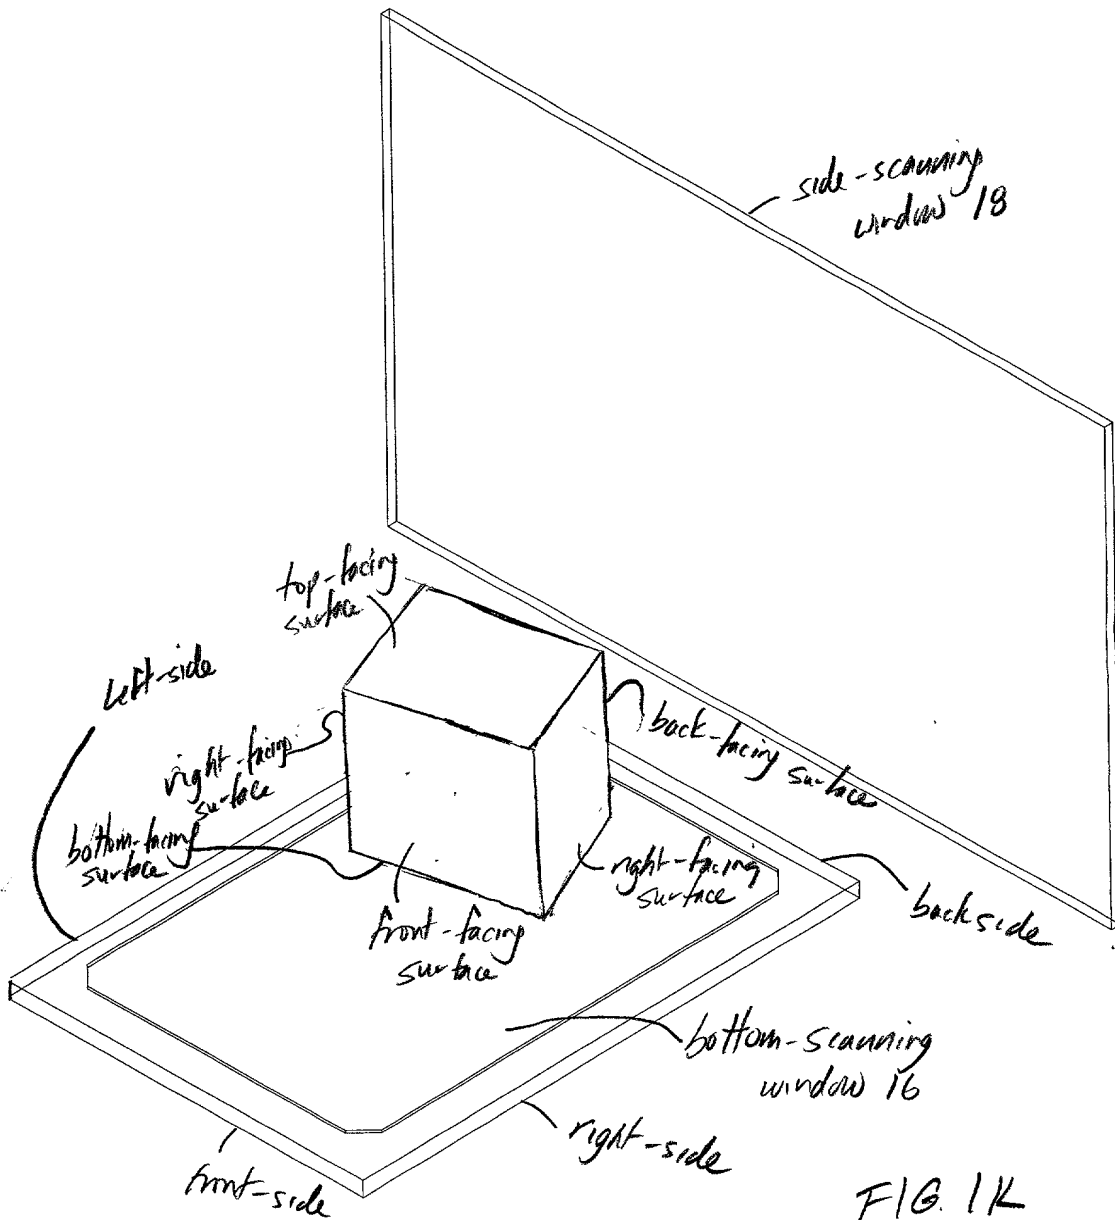 side-scanning
window 18
top-facing
surface
left-side
right-facing
surface
back-facing surface
bottom-facing
surface
right-facing
surface
front-facing
surface
backside
bottom-scanning
window 16
right-side
front-side
FIG. 1K